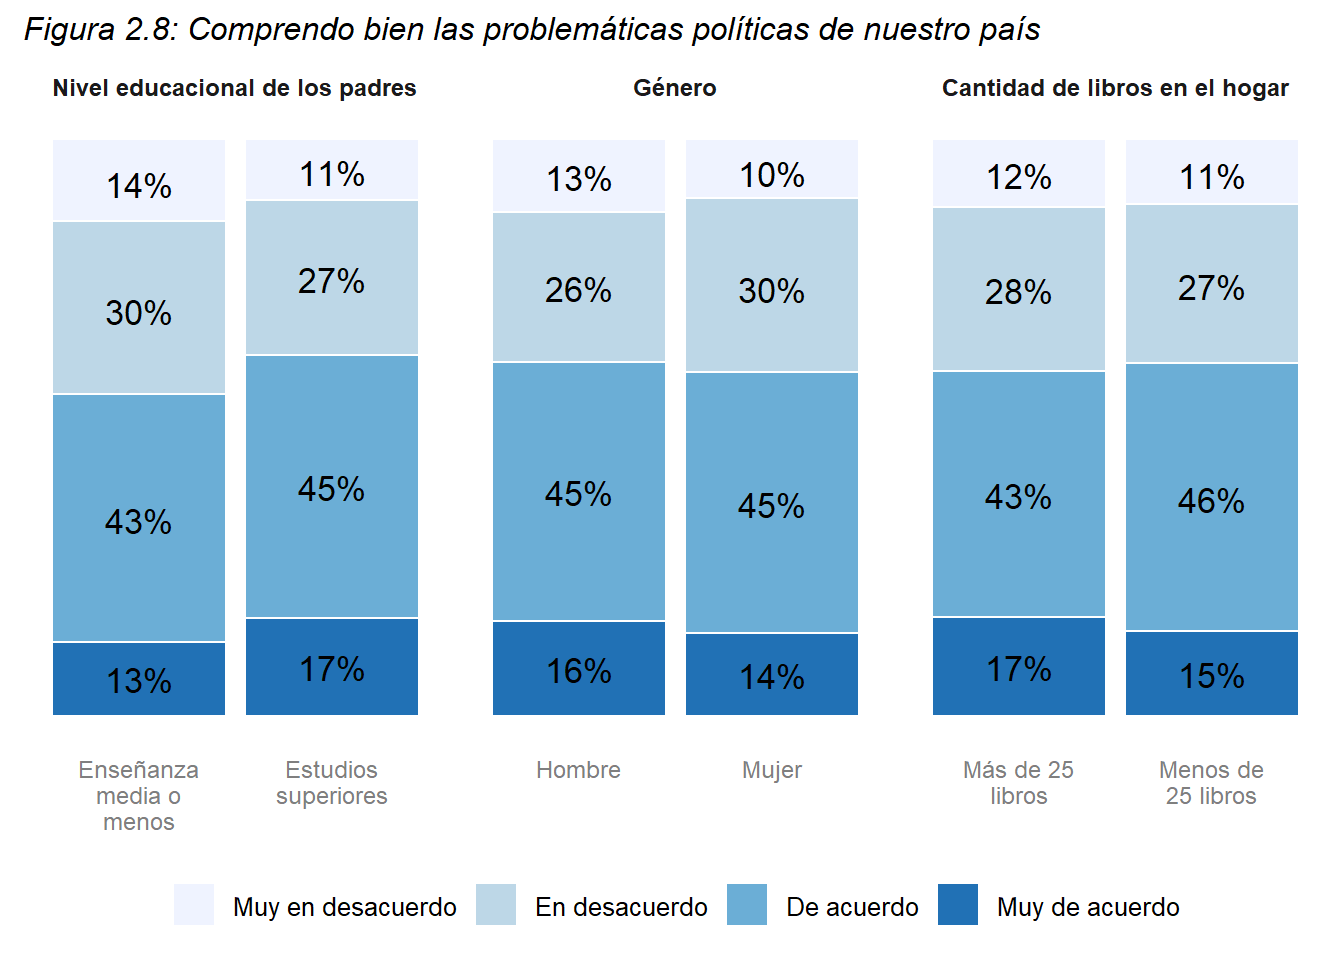 Figura 2.8: Comprendo bien las problemáticas políticas de nuestro país
Nivel educacional de los padres
14%
11%
30%
27%
43%
45%
13%
17%
Enseñanza
media o
menos
Estudios
superiores
Género
13%
10%
26%
30%
45%
45%
16%
14%
Hombre
Mujer
Cantidad de libros en el hogar
12%
11%
28%
27%
43%
46%
17%
15%
Más de 25
libros
Menos de
25 libros
Muy en desacuerdo
En desacuerdo
De acuerdo
Muy de acuerdo